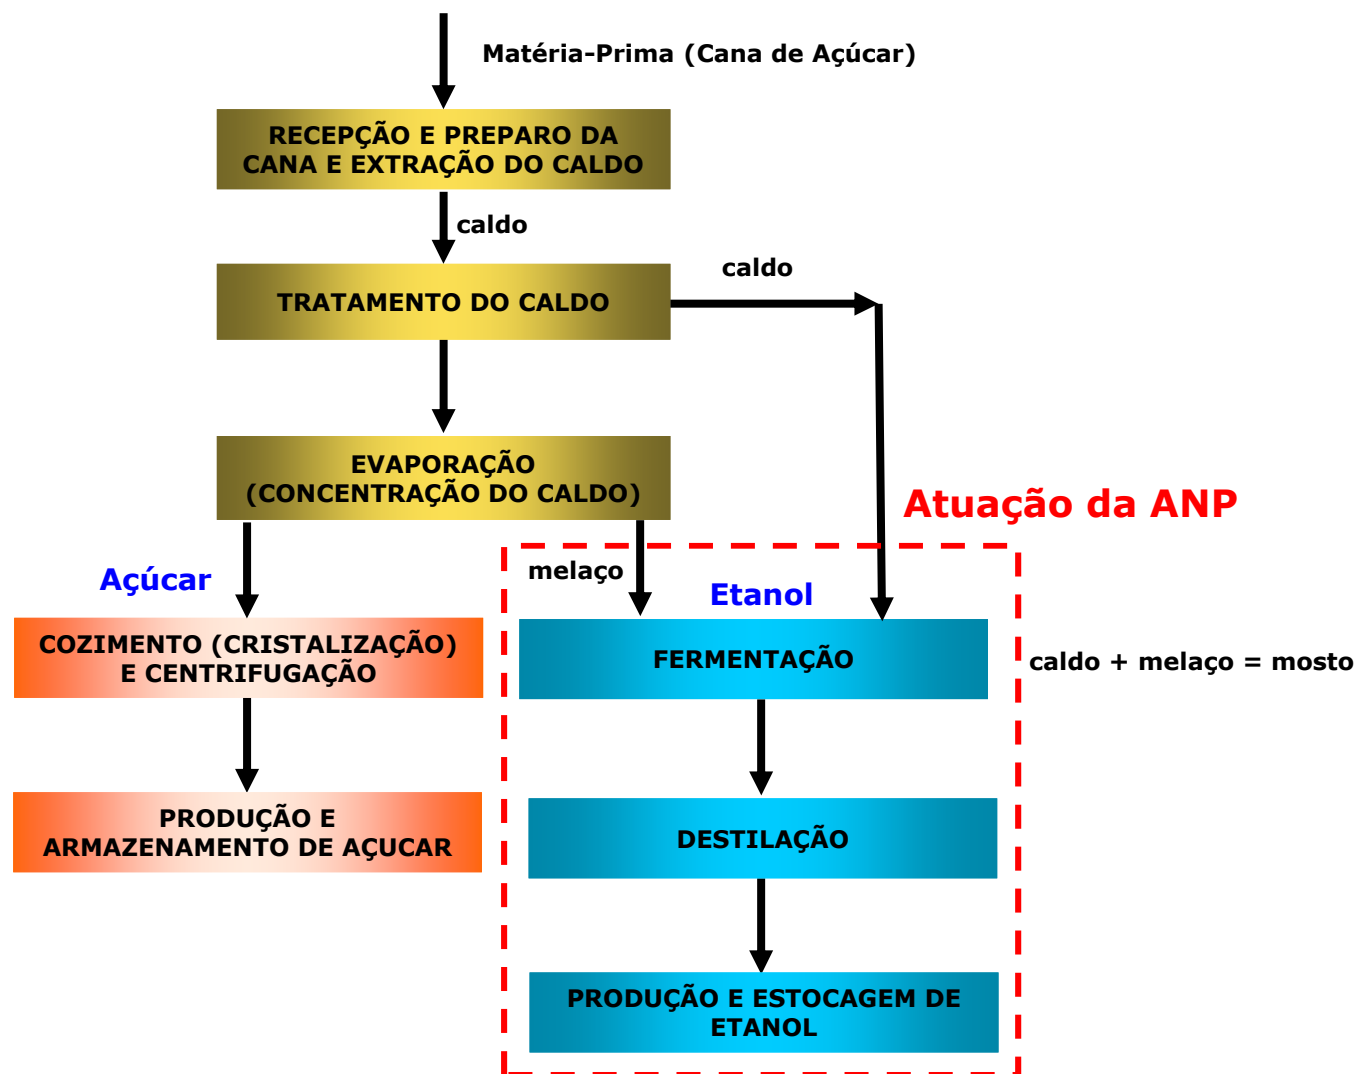 Matéria-Prima (Cana de Açúcar)
RECEPÇÃO E PREPARO DA
CANA E EXTRAÇÃO DO CALDO
caldo
caldo
TRATAMENTO DO CALDO
EVAPORAÇÃO
(CONCENTRAÇÃO DO CALDO)
Atuação da ANP
Açúcar
melaço
Etanol
COZIMENTO (CRISTALIZAÇÃO)
E CENTRIFUGAÇÃO
FERMENTAÇÃO
caldo + melaço = mosto
PRODUÇÃO E
ARMAZENAMENTO DE AÇUCAR
DESTILAÇÃO
PRODUÇÃO E ESTOCAGEM DE
ETANOL